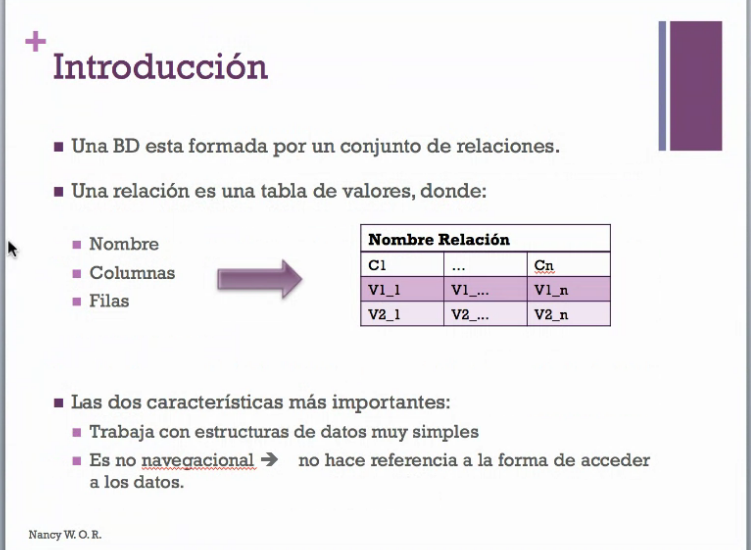 +
Introducción
Una BD esta formada por un conjunto de relaciones.
Una relación es una tabla de valores, donde:
Nombre
Columnas
Filas
Nombre Relación
C1 ... Cn
V1_1 V1_... V1_n
V2_1 V2_... V2_n
Las dos características más importantes:
Trabaja con estructuras de datos muy simples
Es no navegacional ➔ no hace referencia a la forma de acceder
a los datos.
Nancy W. O. R.